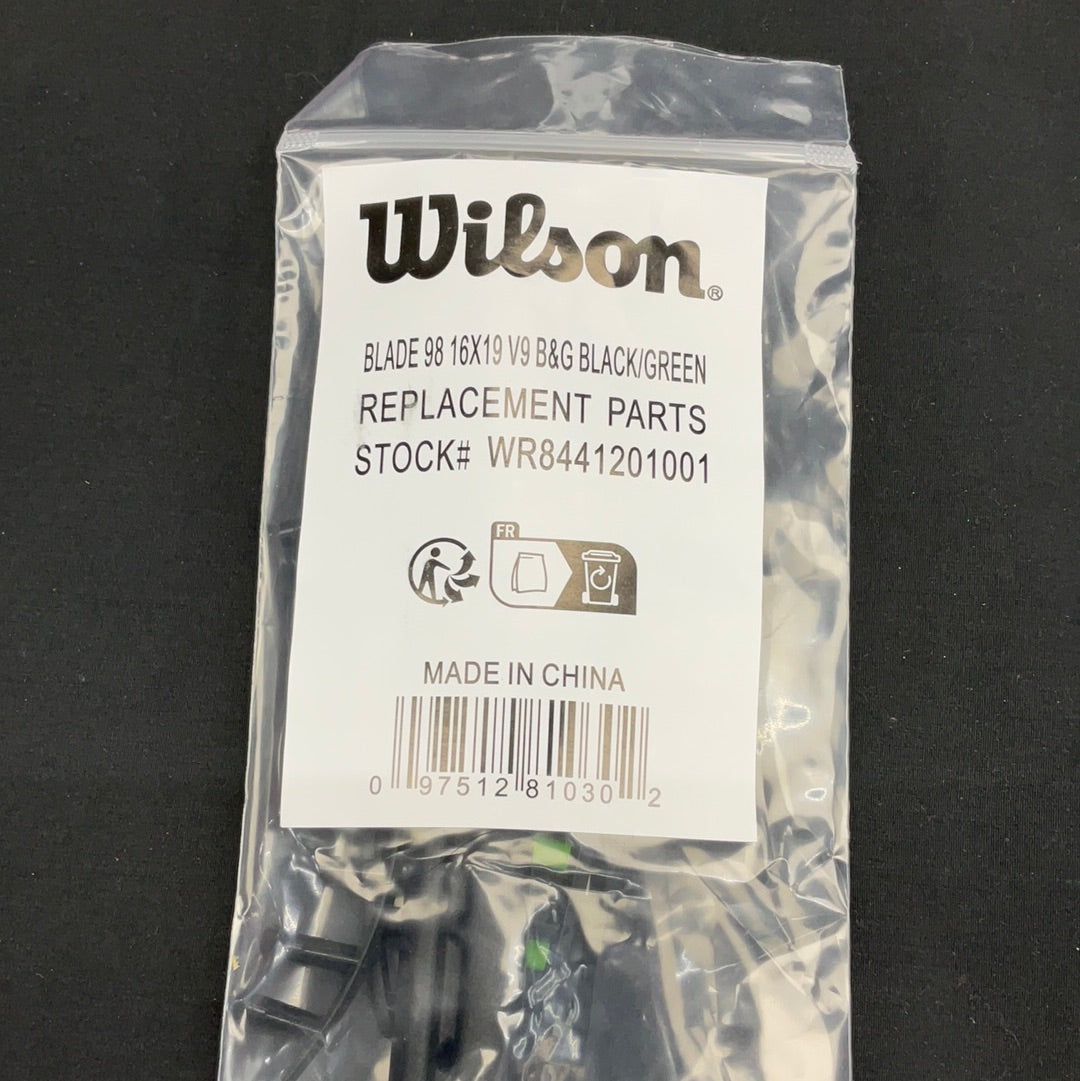 Wilson®
BLADE 98 16X19 V9 B&G BLACK/GREEN
REPLACEMENT PARTS
STOCK# WR8441201001
FR
MADE IN CHINA
0 97512 81030 2